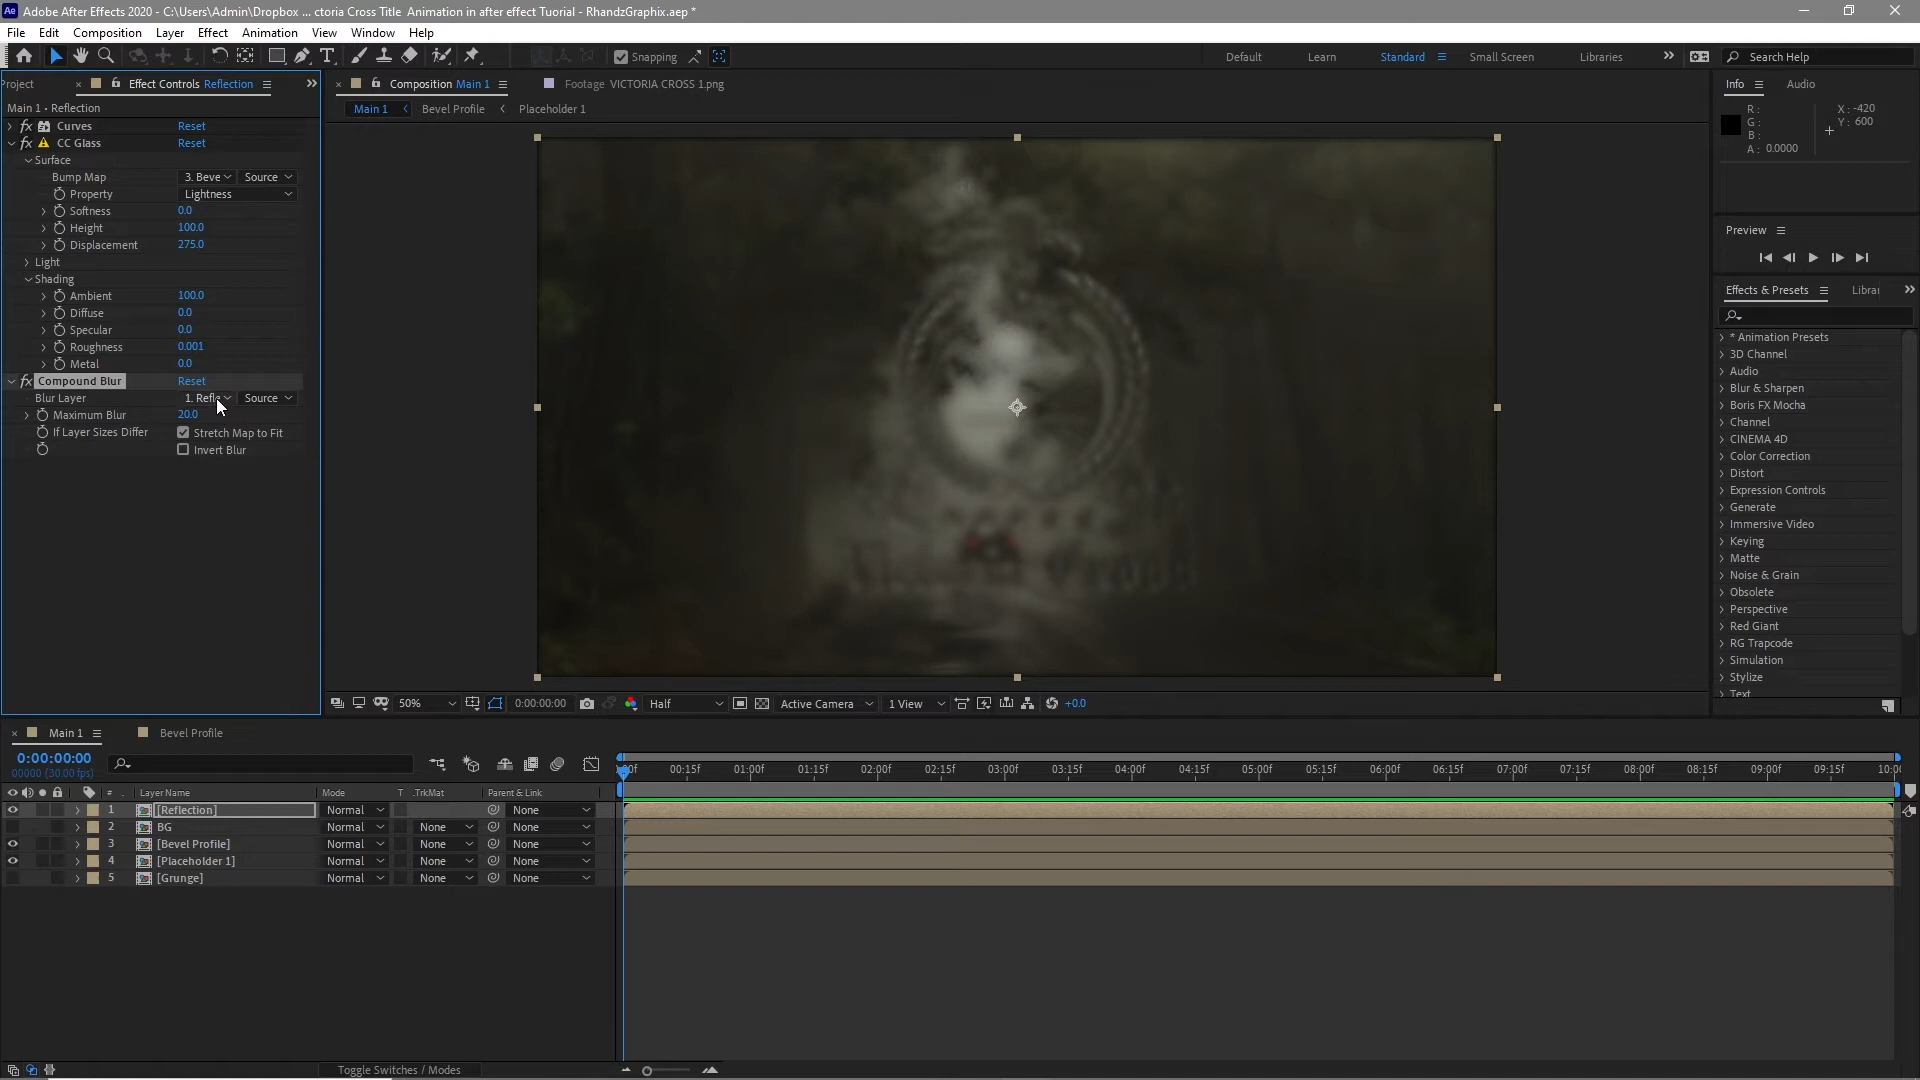 Adobe After Effects 2020 - C:\Users\Admin\Dropbox ... ctoria Cross Title  Animation in after effect Tuorial - RhandzGraphix.aep *
File Edit Composition Layer Effect Animation View Window Help
Snapping Default Learn Standard Small Screen Libraries Search Help
Project Effect Controls Reflection Composition Main 1 Footage VICTORIA CROSS 1.png Info Audio
Main 1 • Reflection Main 1 Bevel Profile Placeholder 1
R: X: -420
G: Y: 600
B:
A: 0.0000
fx Curves Reset
fx CC Glass Reset
Surface
Bump Map 3. Beve Source
Property Lightness
Softness 0.0
Height 100.0
Displacement 275.0
Light
Shading
Ambient 100.0
Diffuse 0.0
Specular 0.0
Roughness 0.001
Metal 0.0
fx Compound Blur Reset
Blur Layer 1. Refle Source
Maximum Blur 20.0
If Layer Sizes Differ Stretch Map to Fit
Invert Blur
Preview
Effects & Presets Librar
* Animation Presets
3D Channel
Audio
Blur & Sharpen
Boris FX Mocha
Channel
CINEMA 4D
Color Correction
Distort
Expression Controls
Generate
Immersive Video
Keying
Matte
Noise & Grain
Obsolete
Perspective
Red Giant
RG Trapcode
Simulation
Stylize
Text
50% 0:00:00:00 Half Active Camera 1 View +0.0
Main 1 Bevel Profile
0:00:00:00
00000 (30.00 fps)
00:15f 01:00f 01:15f 02:00f 02:15f 03:00f 03:15f 04:00f 04:15f 05:00f 05:15f 06:00f 06:15f 07:00f 07:15f 08:00f 08:15f 09:00f 09:15f 10:00
# Layer Name Mode T .TrkMat Parent & Link
1 [Reflection] Normal None
2 BG Normal None None
3 [Bevel Profile] Normal None None
4 [Placeholder 1] Normal None None
5 [Grunge] Normal None None
Toggle Switches / Modes